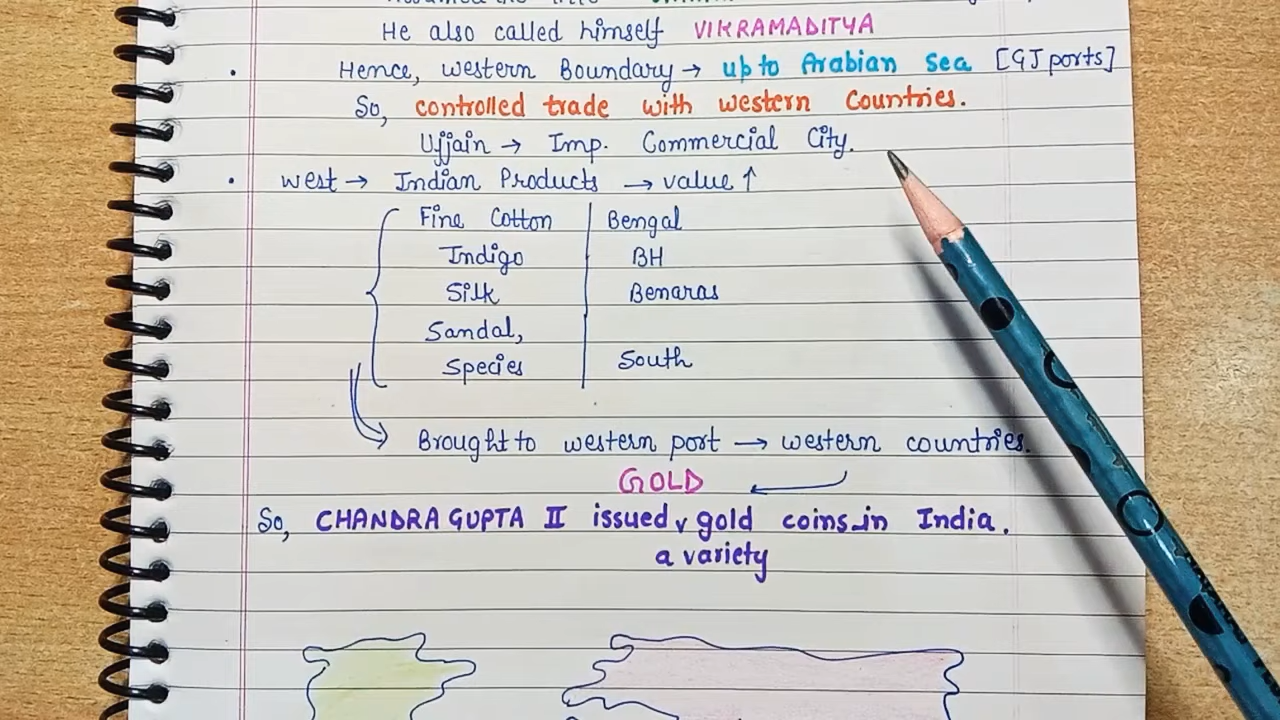 He also called himself VIKRAMADITYA
• Hence, western Boundary → up to Arabian Sea [GJ ports]
So, controlled trade with western Countries.
Ujjain → Imp. Commercial City.
• west → Indian Products → value ↑
Fine Cotton | Bengal
Indigo | BH
Silk | Benaras
Sandal,
Species | South
Brought to western port → western countries.
GOLD
So, CHANDRAGUPTA II issued gold coins in India.
a variety